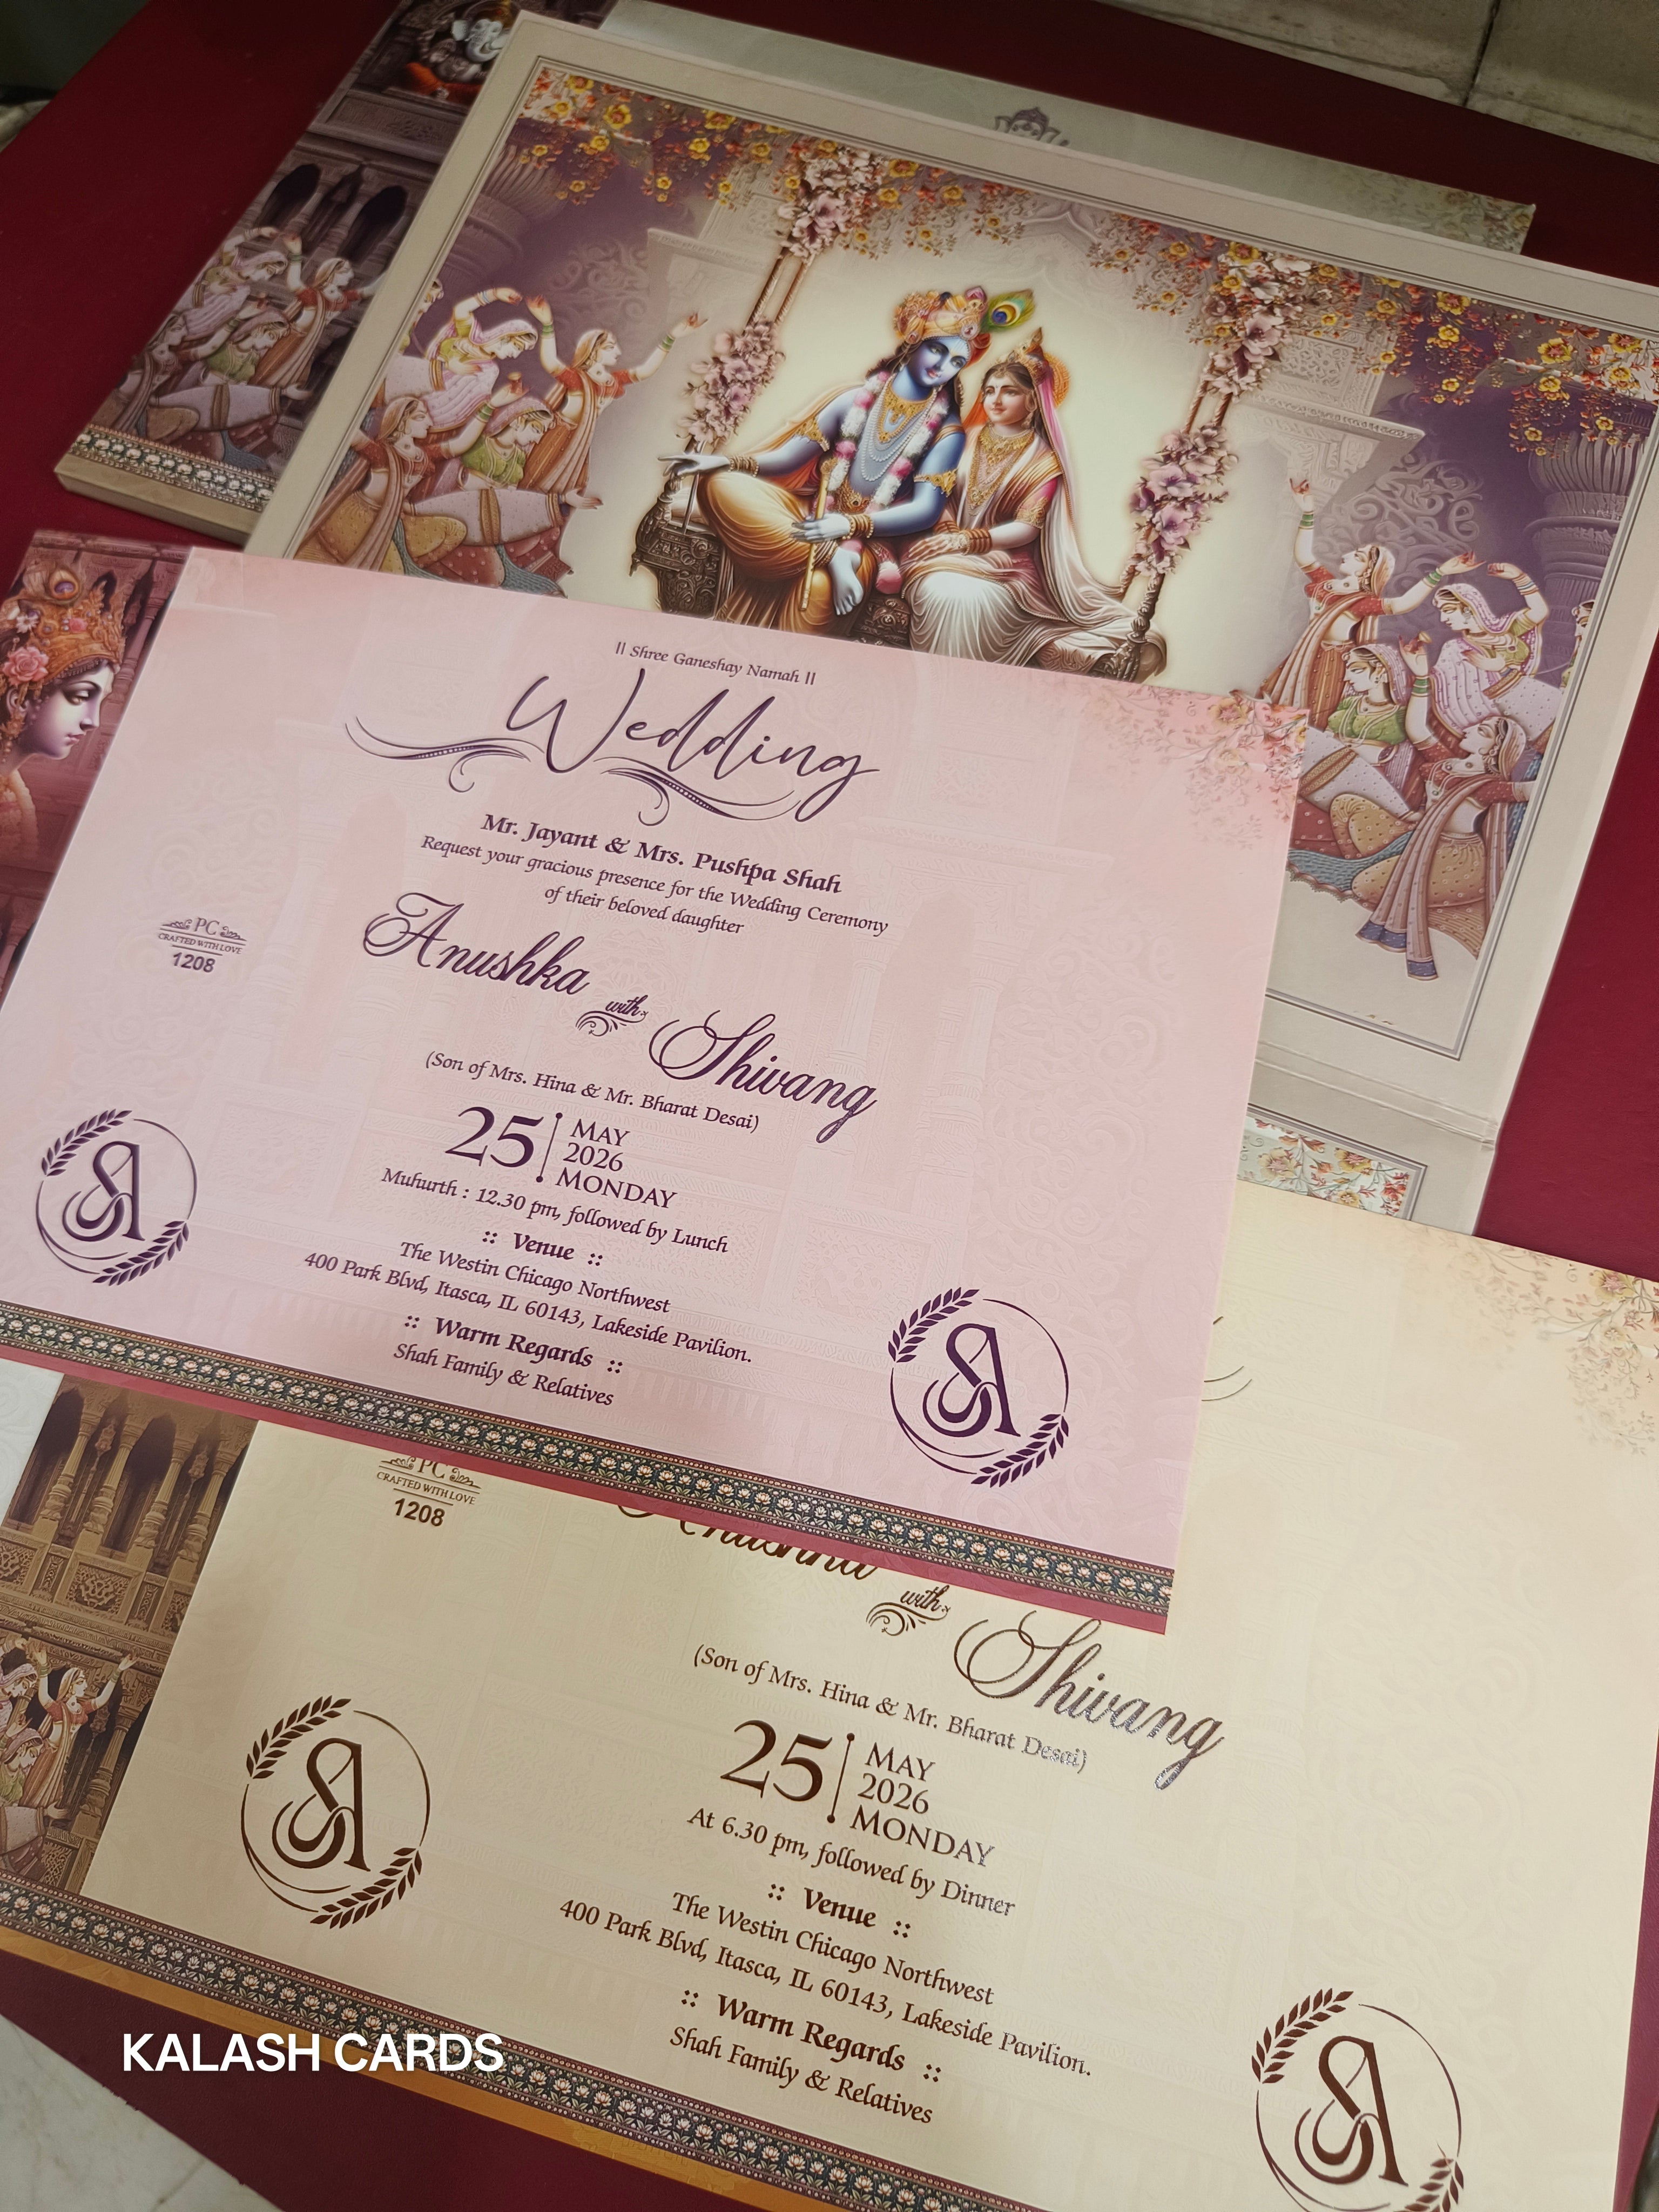 || Shree Ganeshay Namah ||
Wedding
Mr. Jayant & Mrs. Pushpa Shah
Request your gracious presence for the Wedding Ceremony
of their beloved daughter
Anushka
with
Shivang
(Son of Mrs. Hina & Mr. Bharat Desai)
25
MAY
2026
MONDAY
Muhurth : 12.30 pm, followed by Lunch
:: Venue ::
The Westin Chicago Northwest
400 Park Blvd, Itasca, IL 60143, Lakeside Pavilion.
:: Warm Regards ::
Shah Family & Relatives
PC
CRAFTED WITH LOVE
1208
SA
SA
PC
CRAFTED WITH LOVE
1208
with
Shivang
(Son of Mrs. Hina & Mr. Bharat Desai)
25
MAY
2026
MONDAY
At 6.30 pm, followed by Dinner
:: Venue ::
The Westin Chicago Northwest
400 Park Blvd, Itasca, IL 60143, Lakeside Pavilion.
:: Warm Regards ::
Shah Family & Relatives
SA
SA
KALASH CARDS